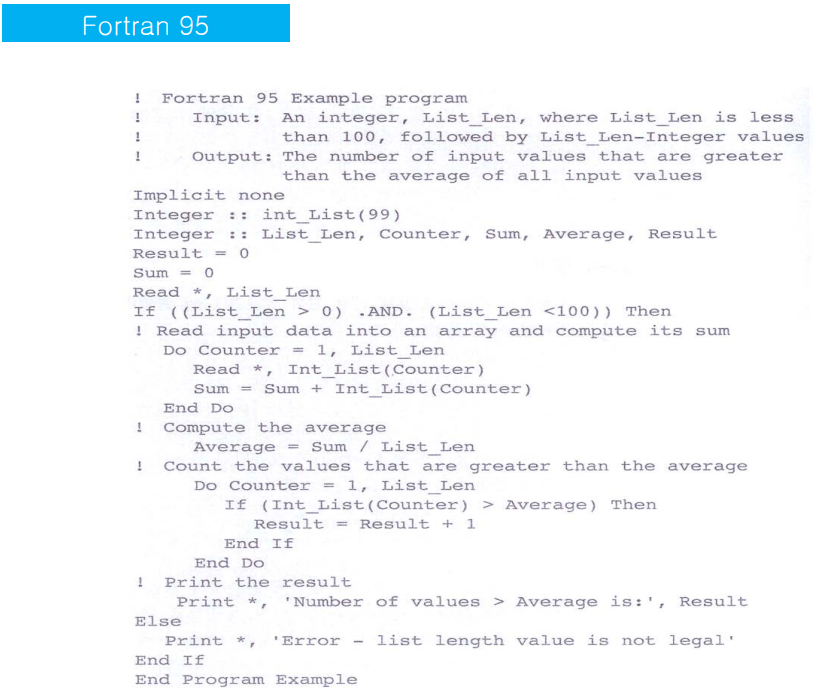 Fortran 95
! Fortran 95 Example program
! Input: An integer, List_Len, where List_Len is less
! than 100, followed by List_Len-Integer values
! Output: The number of input values that are greater
than the average of all input values
Implicit none
Integer :: int_List(99)
Integer :: List_Len, Counter, Sum, Average, Result
Result = 0
Sum = 0
Read *, List_Len
If ((List_Len > 0) .AND. (List_Len <100)) Then
! Read input data into an array and compute its sum
Do Counter = 1, List_Len
Read *, Int_List(Counter)
Sum = Sum + Int_List(Counter)
End Do
! Compute the average
Average = Sum / List_Len
! Count the values that are greater than the average
Do Counter = 1, List_Len
If (Int_List(Counter) > Average) Then
Result = Result + 1
End If
End Do
! Print the result
Print *, 'Number of values > Average is:', Result
Else
Print *, 'Error - list length value is not legal'
End If
End Program Example